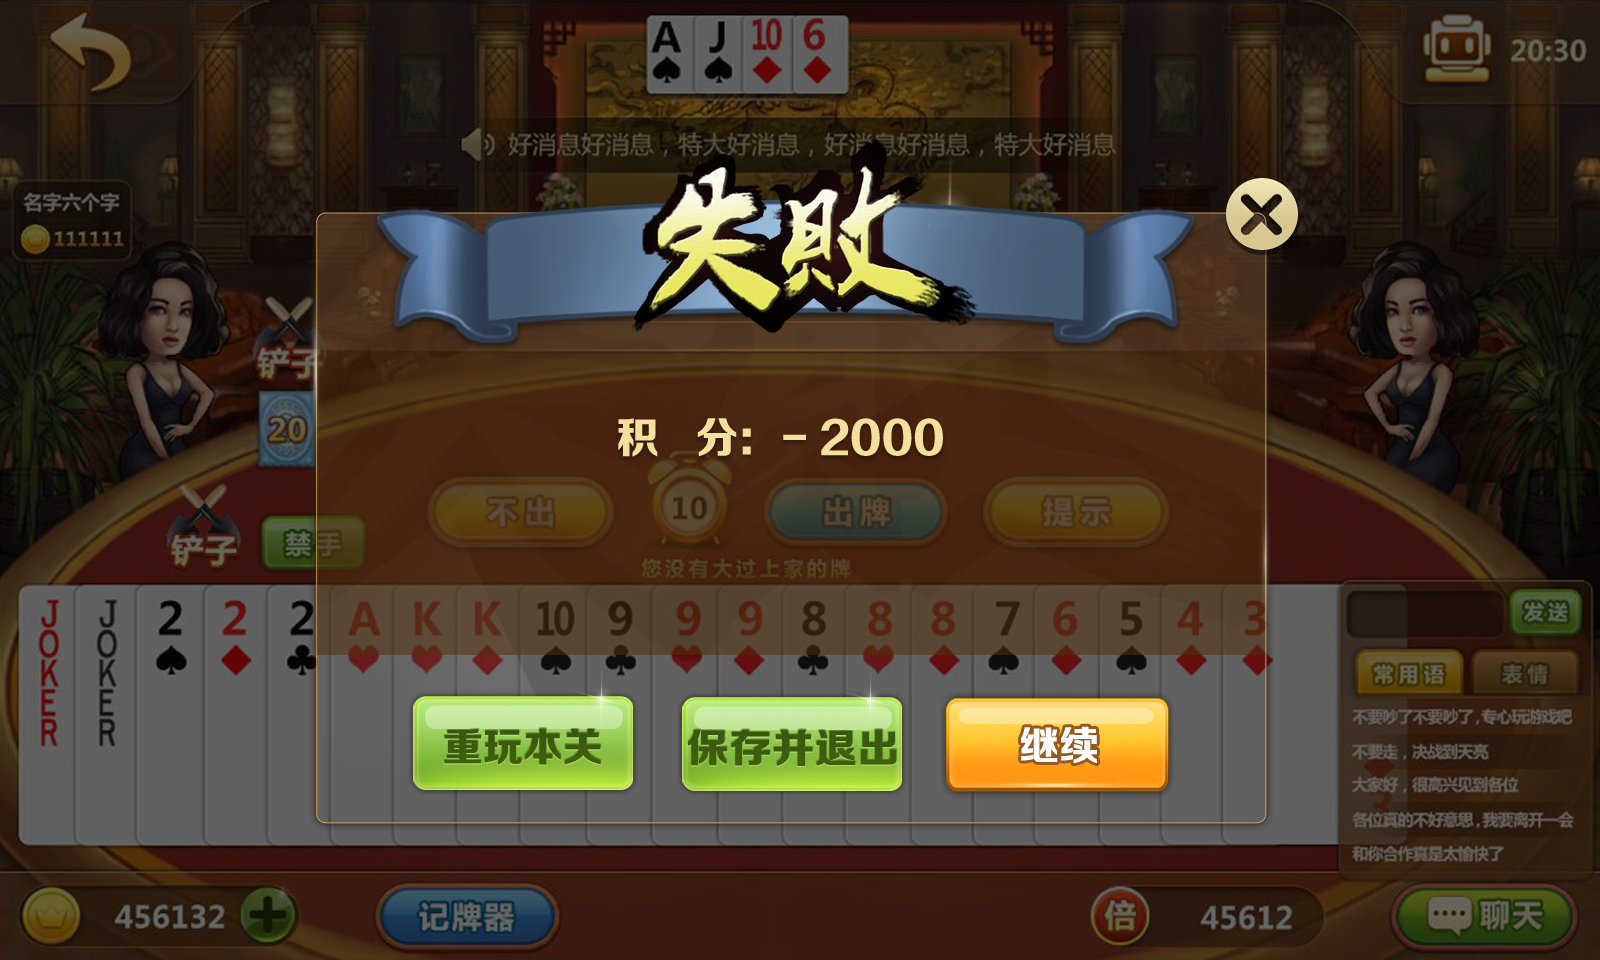 A J 10 6
20:30
好消息好消息，特大好消息，好消息好消息，特大好消息
名字六个字
111111
失败
铲子
20
积 分: -2000
不出
10
出牌
提示
铲子
禁手
您没有大过上家的牌
JOKER JOKER 2 2 2 A K K 10 9 9 9 8 8 8 7 6 5 4 3
发送
常用语 表情
不要吵了不要吵了,专心玩游戏吧
不要走，决战到天亮
大家好，很高兴见到各位
各位真的不好意思,我要离开一会
和你合作真是太愉快了
重玩本关
保存并退出
继续
456132
记牌器
倍 45612
聊天